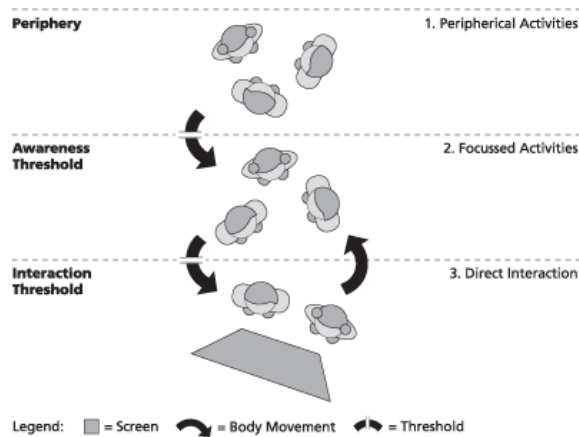 Periphery
1. Peripherical Activities
Awareness
Threshold
2. Focussed Activities
Interaction
Threshold
3. Direct Interaction
Legend: = Screen = Body Movement = Threshold